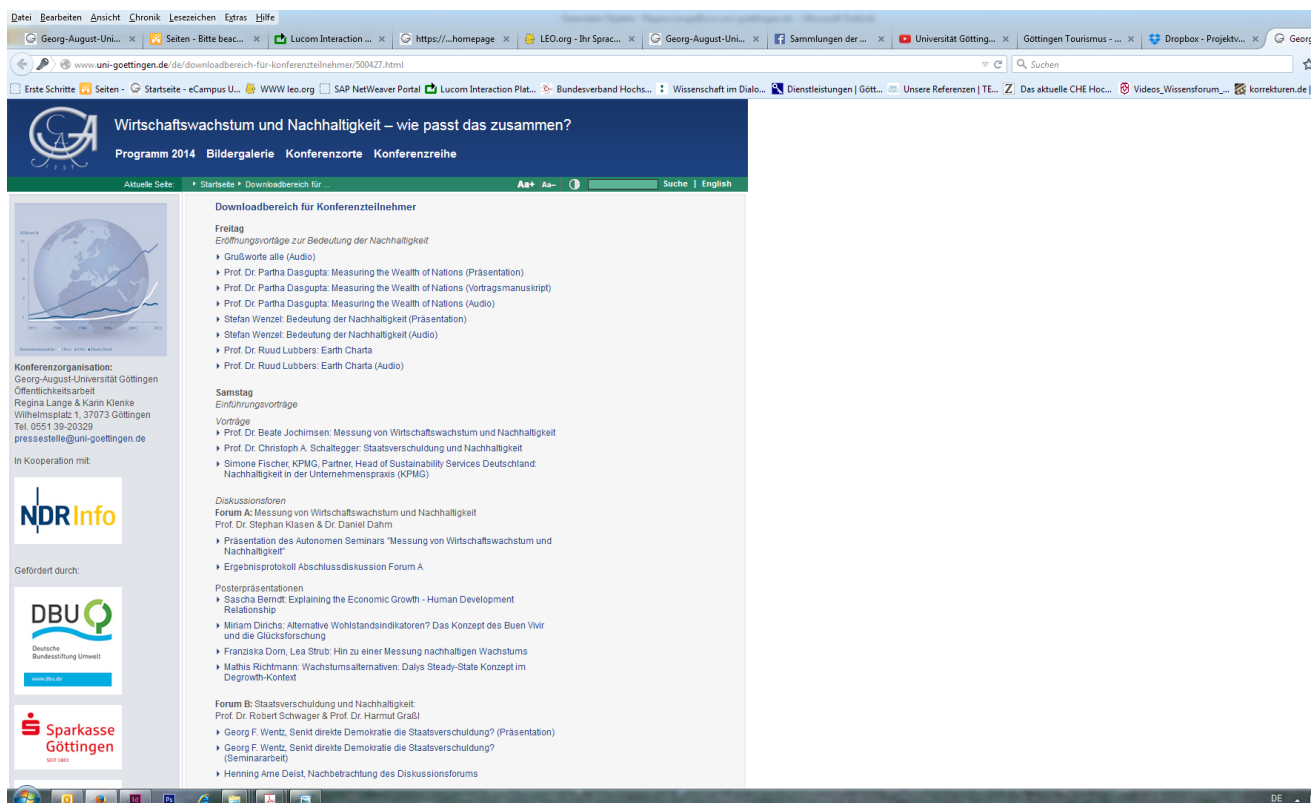 Datei Bearbeiten Ansicht Chronik Lesezeichen Extras Hilfe
Georg-August-Uni... × Seiten - Bitte beac... × Lucom Interaction ... × https://...homepage × LEO.org - Ihr Sprac... × Georg-August-Uni... × Sammlungen der ... × Universität Götting... × Göttingen Tourismus - ... × Dropbox - Projektv... × Georg
www.uni-goettingen.de/de/downloadbereich-für-konferenzteilnehmer/500427.html Suchen
Erste Schritte Seiten - Startseite - eCampus U... WWW leo.org SAP NetWeaver Portal Lucom Interaction Plat... Bundesverband Hochs... Wissenschaft im Dialo... Dienstleistungen | Gött... Unsere Referenzen | TE... Das aktuelle CHE Hoc... Videos_Wissensforum_... korrekturen.de |
Wirtschaftswachstum und Nachhaltigkeit – wie passt das zusammen?
Programm 2014 Bildergalerie Konferenzorte Konferenzreihe
Aktuelle Seite: Startseite Downloadbereich für ... Aa+ Aa- Suche | English
Konferenzorganisation:
Georg-August-Universität Göttingen
Öffentlichkeitsarbeit
Regina Lange & Karin Klenke
Wilhelmsplatz 1, 37073 Göttingen
Tel. 0551 39-20329
pressestelle@uni-goettingen.de
In Kooperation mit:
NDR Info
Gefördert durch:
DBU
Deutsche
Bundesstiftung Umwelt
www.dbu.de
Sparkasse
Göttingen
SEIT 1801
Downloadbereich für Konferenzteilnehmer
Freitag
Eröffnungsvortäge zur Bedeutung der Nachhaltigkeit
Grußworte alle (Audio)
Prof. Dr. Partha Dasgupta: Measuring the Wealth of Nations (Präsentation)
Prof. Dr. Partha Dasgupta: Measuring the Wealth of Nations (Vortragsmanuskript)
Prof. Dr. Partha Dasgupta: Measuring the Wealth of Nations (Audio)
Stefan Wenzel: Bedeutung der Nachhaltigkeit (Präsentation)
Stefan Wenzel: Bedeutung der Nachhaltigkeit (Audio)
Prof. Dr. Ruud Lubbers: Earth Charta
Prof. Dr. Ruud Lubbers: Earth Charta (Audio)
Samstag
Einführungsvorträge
Vorträge
Prof. Dr. Beate Jochimsen: Messung von Wirtschaftswachstum und Nachhaltigkeit
Prof. Dr. Christoph A. Schaltegger: Staatsverschuldung und Nachhaltigkeit
Simone Fischer, KPMG, Partner, Head of Sustainability Services Deutschland:
Nachhaltigkeit in der Unternehmenspraxis (KPMG)
Diskussionsforen
Forum A: Messung von Wirtschaftswachstum und Nachhaltigkeit
Prof. Dr. Stephan Klasen & Dr. Daniel Dahm
Präsentation des Autonomen Seminars "Messung von Wirtschaftswachstum und
Nachhaltigkeit"
Ergebnisprotokoll Abschlussdiskussion Forum A
Posterpräsentationen
Sascha Berndt: Explaining the Economic Growth - Human Development
Relationship
Miriam Dirichs: Alternative Wohlstandsindikatoren? Das Konzept des Buen Vivir
und die Glücksforschung
Franziska Dorn, Lea Strub: Hin zu einer Messung nachhaltigen Wachstums
Mathis Richtmann: Wachstumsalternativen: Dalys Steady-State Konzept im
Degrowth-Kontext
Forum B: Staatsverschuldung und Nachhaltigkeit:
Prof. Dr. Robert Schwager & Prof. Dr. Harmut Graßl
Georg F. Wentz, Senkt direkte Demokratie die Staatsverschuldung? (Präsentation)
Georg F. Wentz, Senkt direkte Demokratie die Staatsverschuldung?
(Seminararbeit)
Henning Arne Deist, Nachbetrachtung des Diskussionsforums
DE